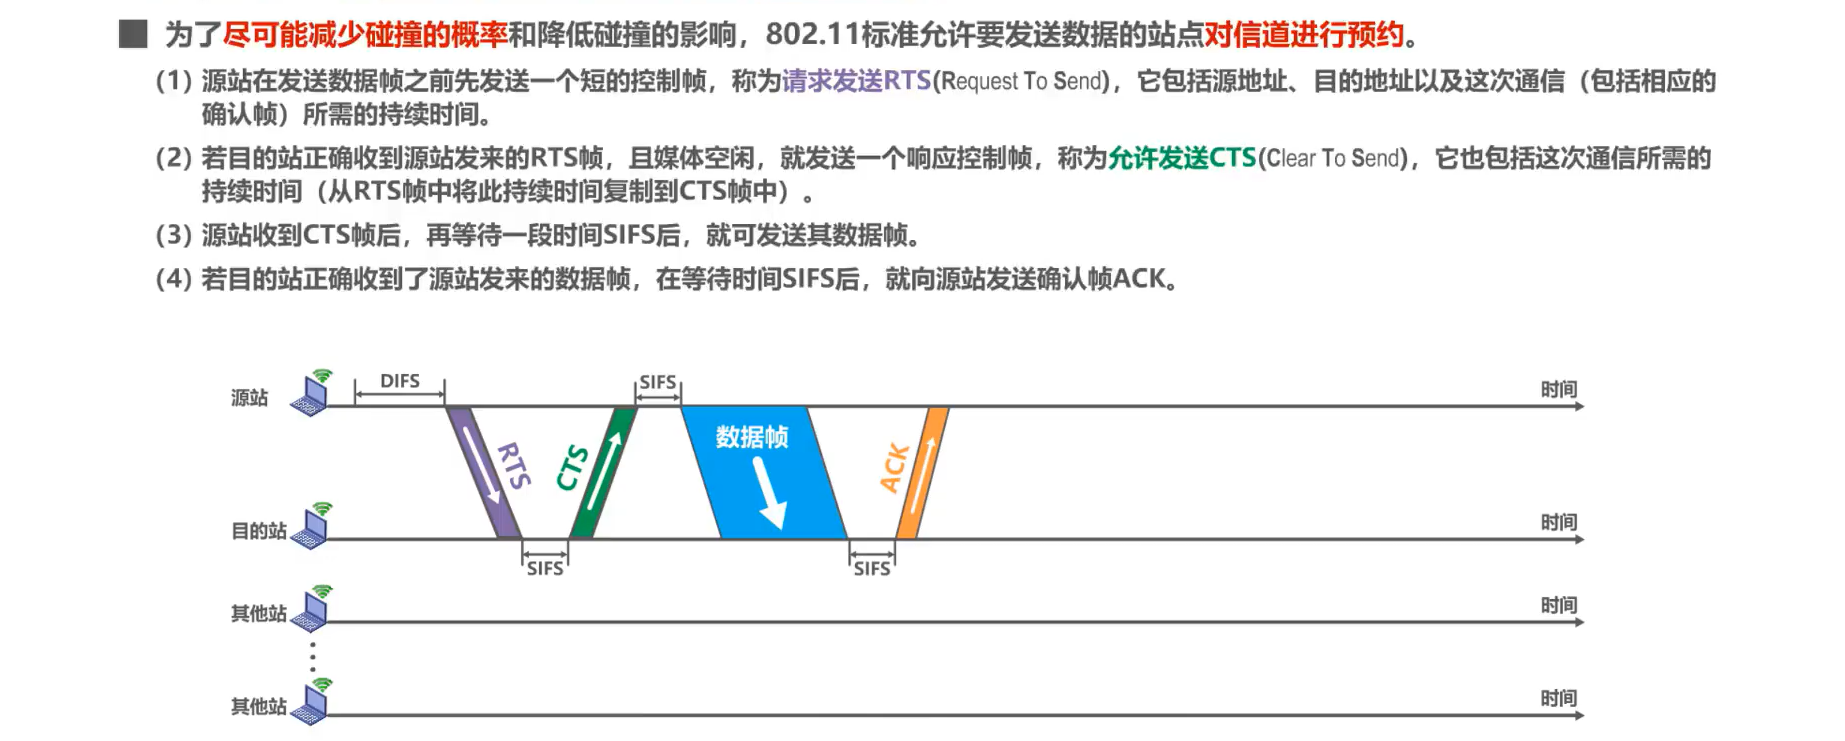 ■ 为了尽可能减少碰撞的概率和降低碰撞的影响，802.11标准允许要发送数据的站点对信道进行预约。
(1) 源站在发送数据帧之前先发送一个短的控制帧，称为请求发送RTS(Request To Send)，它包括源地址、目的地址以及这次通信（包括相应的
确认帧）所需的持续时间。
(2) 若目的站正确收到源站发来的RTS帧，且媒体空闲，就发送一个响应控制帧，称为允许发送CTS(Clear To Send)，它也包括这次通信所需的
持续时间（从RTS帧中将此持续时间复制到CTS帧中）。
(3) 源站收到CTS帧后，再等待一段时间SIFS后，就可发送其数据帧。
(4) 若目的站正确收到了源站发来的数据帧，在等待时间SIFS后，就向源站发送确认帧ACK。
DIFS
SIFS
时间
源站
RTS
CTS
数据帧
ACK
时间
目的站
SIFS
SIFS
时间
其他站
时间
其他站